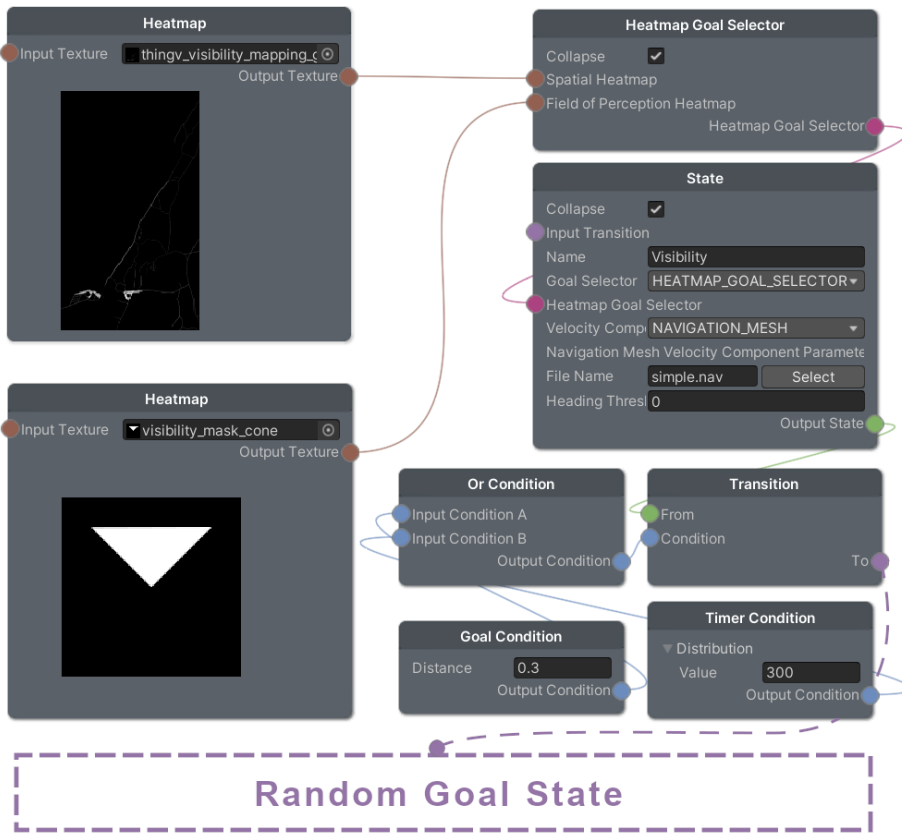 Heatmap
Input Texture thingv_visibility_mapping_
Output Texture
Heatmap Goal Selector
Collapse
Spatial Heatmap
Field of Perception Heatmap
Heatmap Goal Selector
State
Collapse
Input Transition
Name Visibility
Goal Selector HEATMAP_GOAL_SELECTOR
Heatmap Goal Selector
Velocity Comp NAVIGATION_MESH
Navigation Mesh Velocity Component Paramete
File Name simple.nav Select
Heading Thresl 0
Output State
Heatmap
Input Texture visibility_mask_cone
Output Texture
Or Condition
Input Condition A
Input Condition B
Output Condition
Transition
From
Condition
To
Goal Condition
Distance 0.3
Output Condition
Timer Condition
Distribution
Value 300
Output Condition
Random Goal State